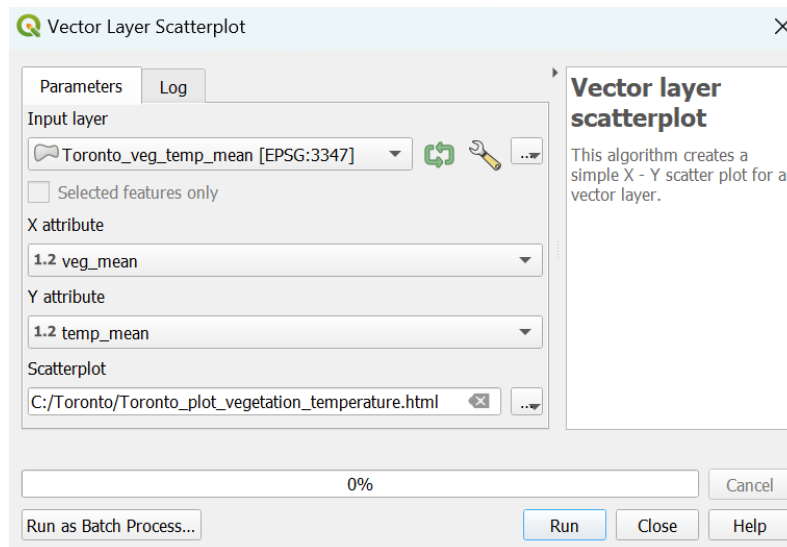 Vector Layer Scatterplot
Parameters
Log
Input layer
Toronto_veg_temp_mean [EPSG:3347]
...
Selected features only
X attribute
1.2 veg_mean
Y attribute
1.2 temp_mean
Scatterplot
C:/Toronto/Toronto_plot_vegetation_temperature.html
...
Vector layer
scatterplot
This algorithm creates a
simple X - Y scatter plot for a
vector layer.
0%
Cancel
Run as Batch Process...
Run
Close
Help